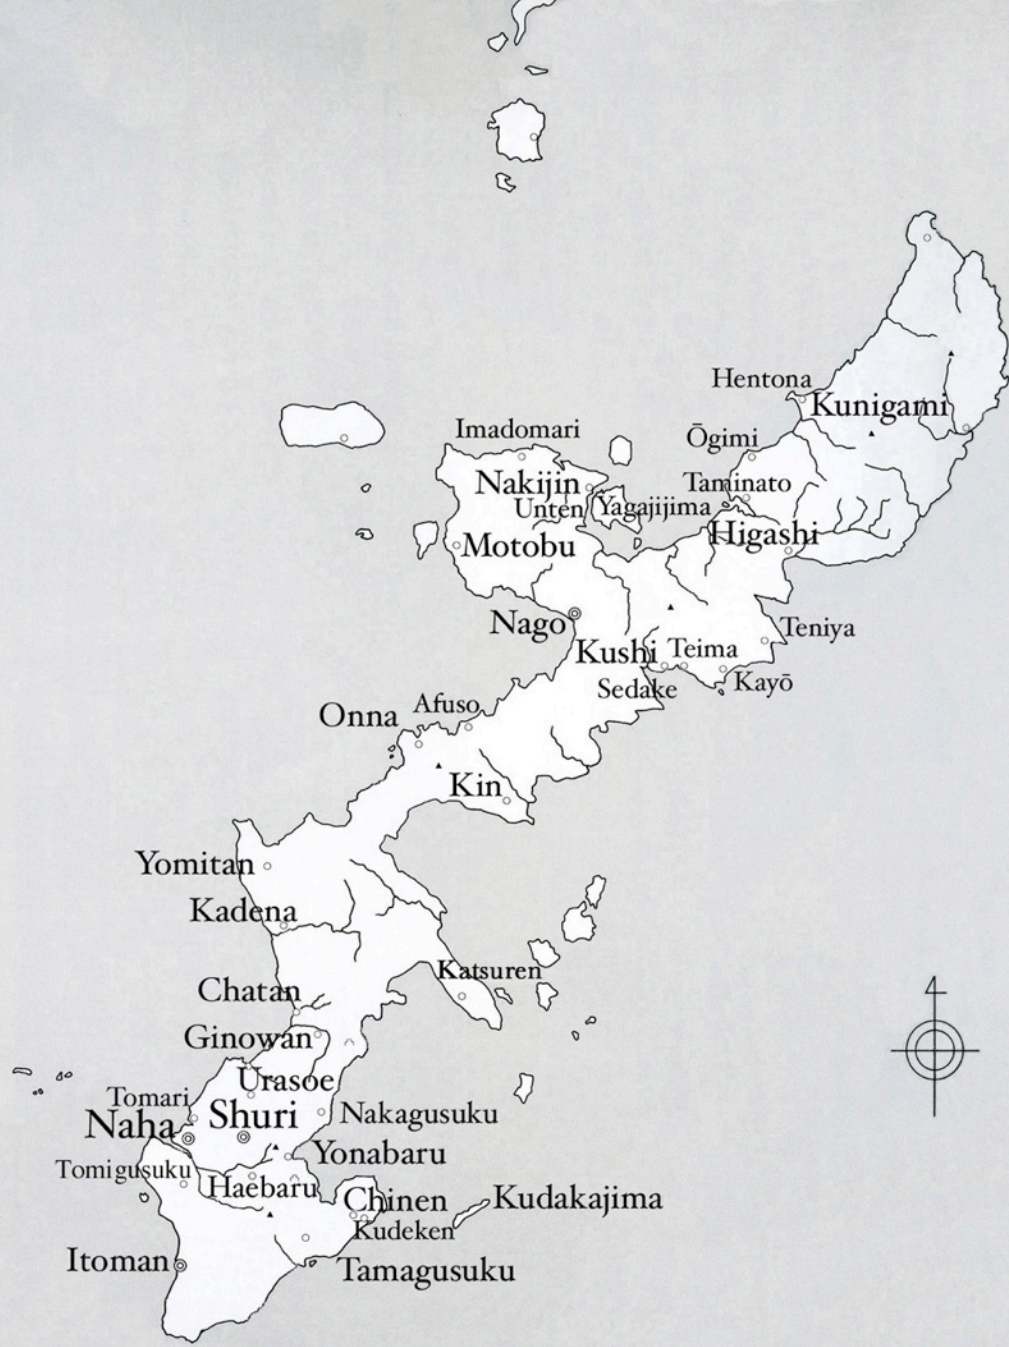 Hentona
Kunigami
Imadomari
Ōgimi
Nakijin
Taminato
Unten
Yagajijima
Higashi
Motobu
Nago
Teniya
Kushi
Teima
Sedake
Kayō
Afuso
Onna
Kin
Yomitan
Kadena
Katsuren
Chatan
Ginowan
Urasoe
Tomari
Shuri
Nakagusuku
Naha
Yonabaru
Tomigusuku
Haebaru
Chinen
Kudakajima
Kudeken
Itoman
Tamagusuku